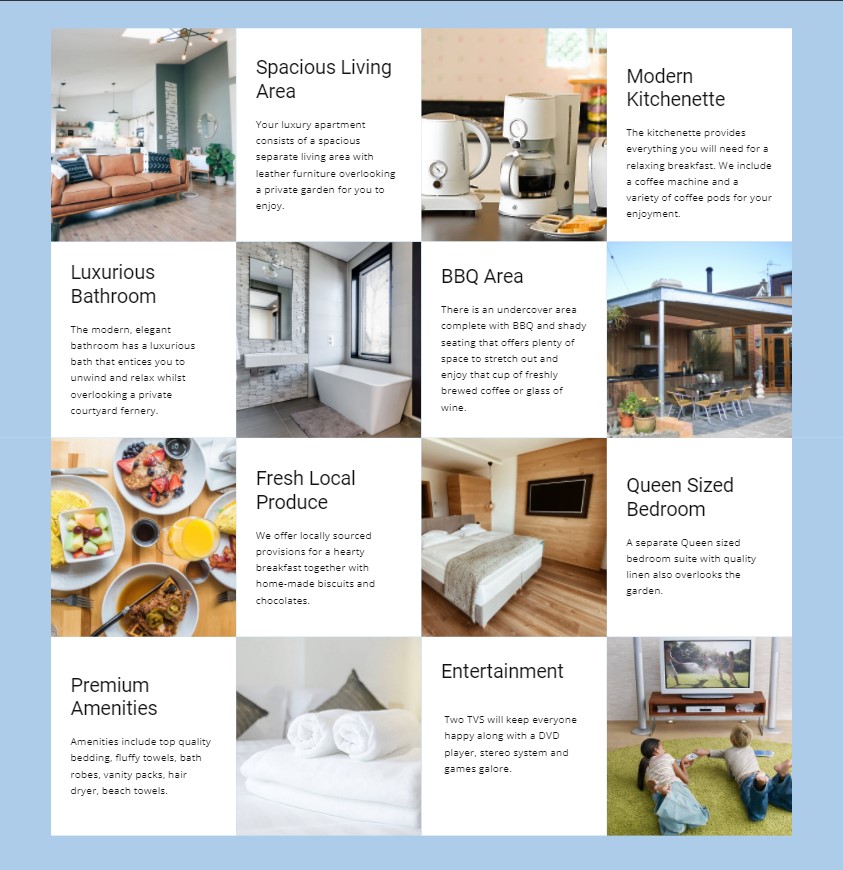 Spacious Living
Area
Your luxury apartment
consists of a spacious
separate living area with
leather furniture overlooking
a private garden for you to
enjoy.
Modern
Kitchenette
The kitchenette provides
everything you will need for a
relaxing breakfast. We include
a coffee machine and a
variety of coffee pods for your
enjoyment.
Luxurious
Bathroom
The modern, elegant
bathroom has a luxurious
bath that entices you to
unwind and relax whilst
overlooking a private
courtyard fernery.
BBQ Area
There is an undercover area
complete with BBQ and shady
seating that offers plenty of
space to stretch out and
enjoy that cup of freshly
brewed coffee or glass of
wine.
Fresh Local
Produce
We offer locally sourced
provisions for a hearty
breakfast together with
home-made biscuits and
chocolates.
Queen Sized
Bedroom
A separate Queen sized
bedroom suite with quality
linen also overlooks the
garden.
Premium
Amenities
Amenities include top quality
bedding, fluffy towels, bath
robes, vanity packs, hair
dryer, beach towels.
Entertainment
Two TVS will keep everyone
happy along with a DVD
player, stereo system and
games galore.